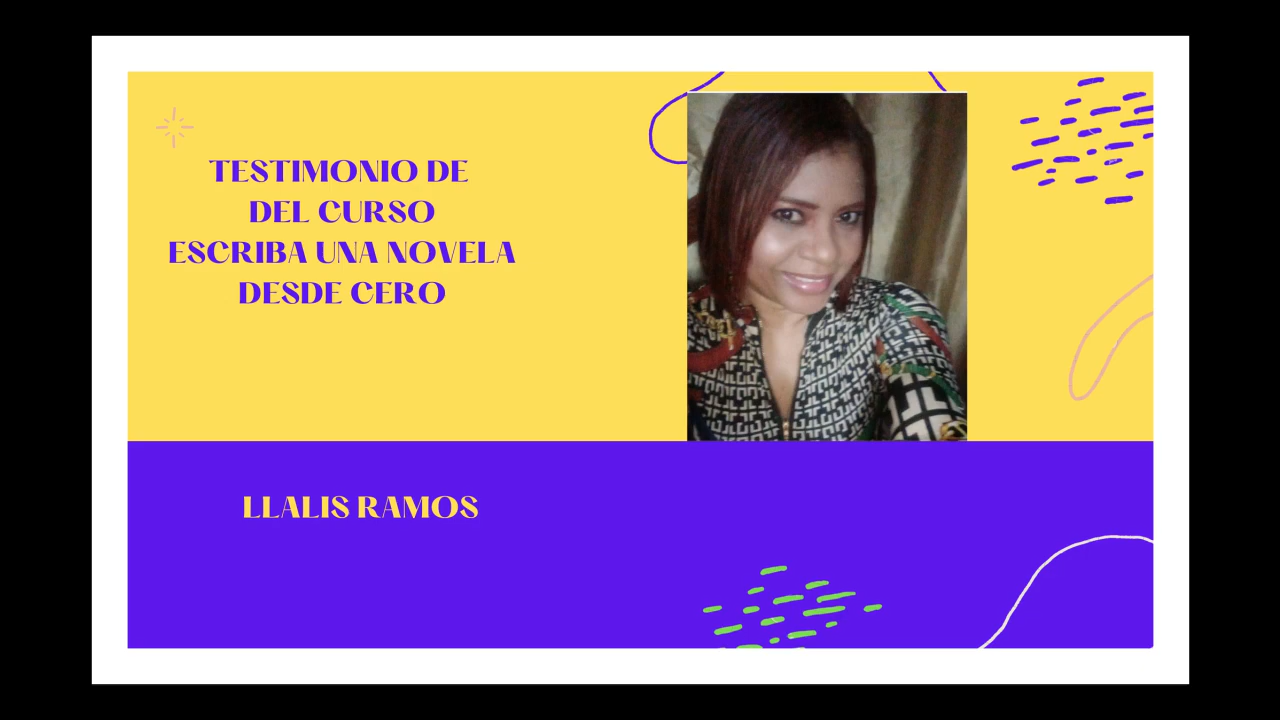 TESTIMONIO DE
DEL CURSO
ESCRIBA UNA NOVELA
DESDE CERO
LLALIS RAMOS